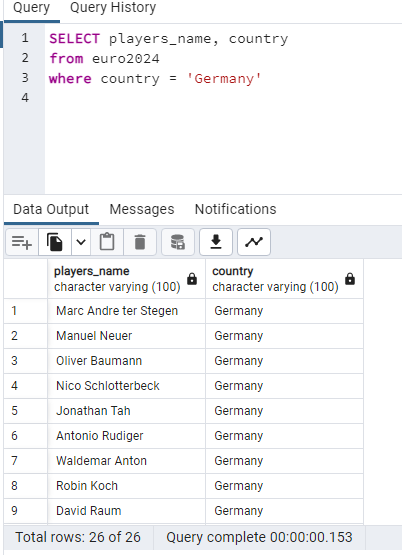 Query Query History
1 SELECT players_name, country
2 from euro2024
3 where country = 'Germany'
4
Data Output Messages Notifications
players_name country
character varying (100) character varying (100)
1 Marc Andre ter Stegen Germany
2 Manuel Neuer Germany
3 Oliver Baumann Germany
4 Nico Schlotterbeck Germany
5 Jonathan Tah Germany
6 Antonio Rudiger Germany
7 Waldemar Anton Germany
8 Robin Koch Germany
9 David Raum Germany
Total rows: 26 of 26 Query complete 00:00:00.153